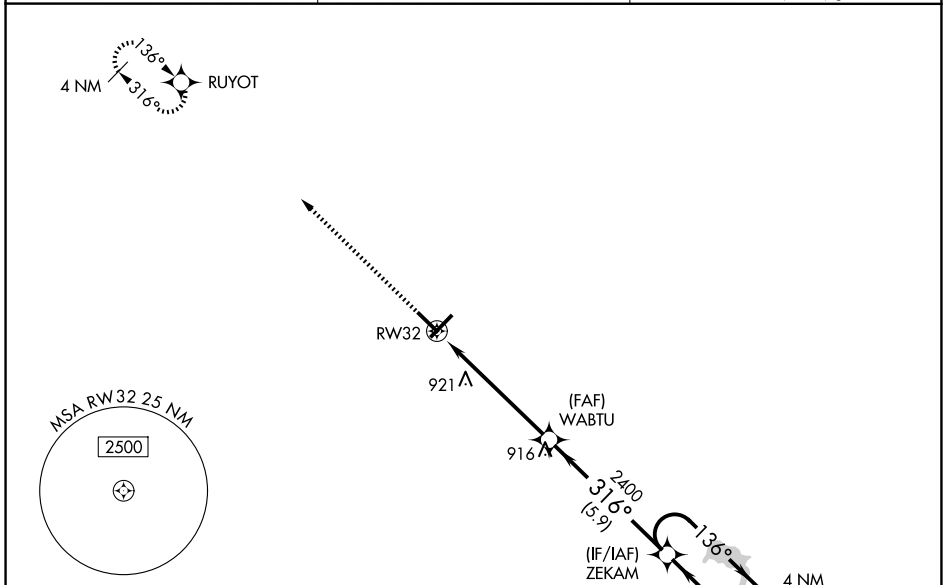 136°
4 NM
316°
RUYOT
RW32
921
(FAF)
WABTU
916
MSA RW32 25 NM
2500
2400
316°
(5.9)
136°
(IF/IAF)
ZEKAM
4 NM